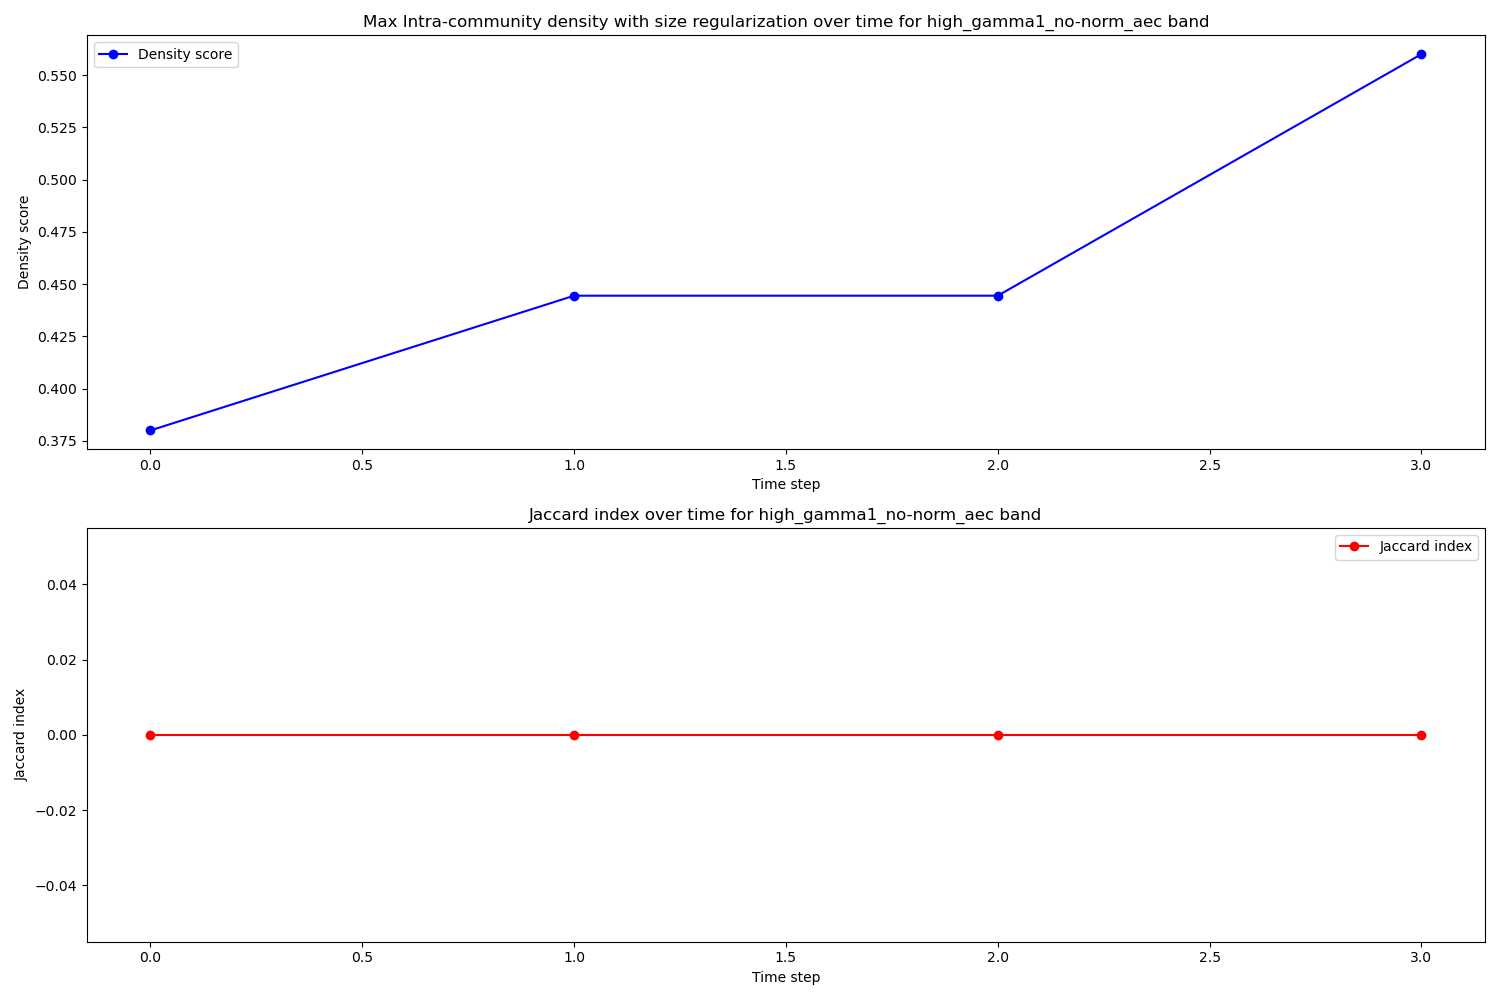 Max Intra-community density with size regularization over time for high_gamma1_no-norm_aec band
Density score
0.550
0.525
0.500
0.475
0.450
0.425
0.400
0.375
Density score
0.0 0.5 1.0 1.5 2.0 2.5 3.0
Time step
Jaccard index over time for high_gamma1_no-norm_aec band
Jaccard index
0.04
0.02
0.00
−0.02
−0.04
Jaccard index
0.0 0.5 1.0 1.5 2.0 2.5 3.0
Time step